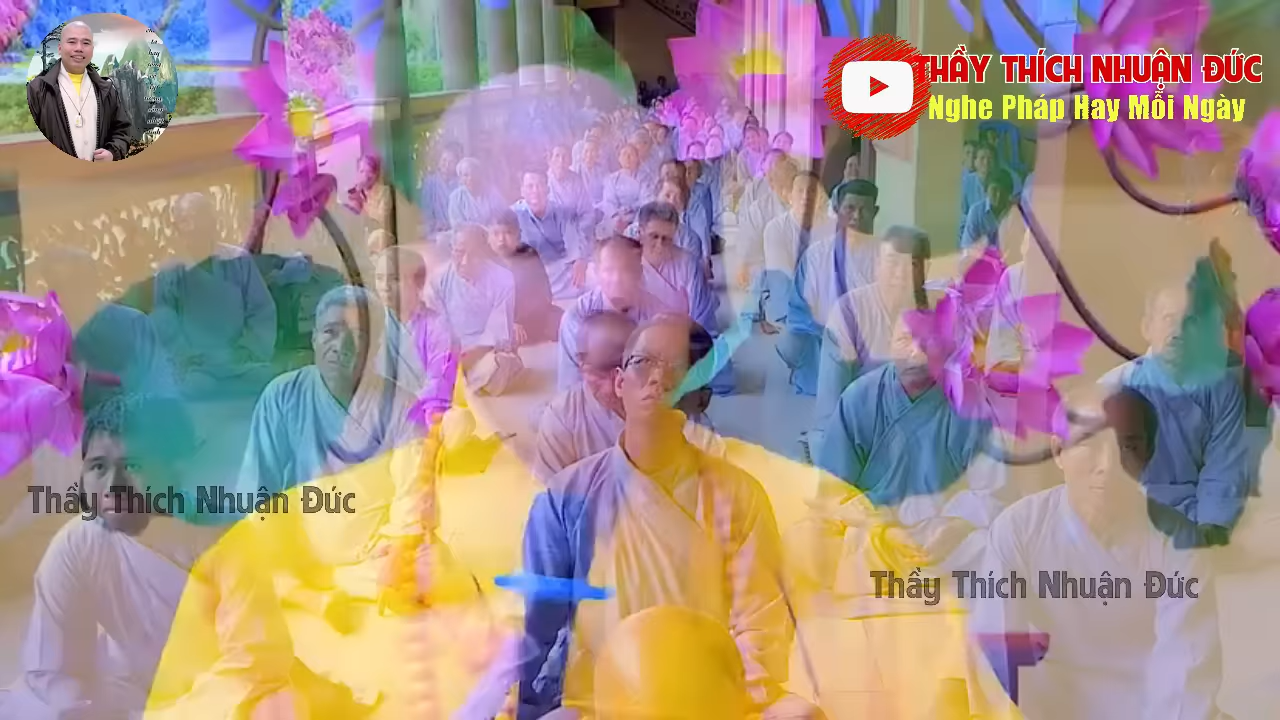 THẦY THÍCH NHUẬN ĐỨC
Nghe Pháp Hay Mỗi Ngày
Thầy Thích Nhuận Đức
Thầy Thích Nhuận Đức